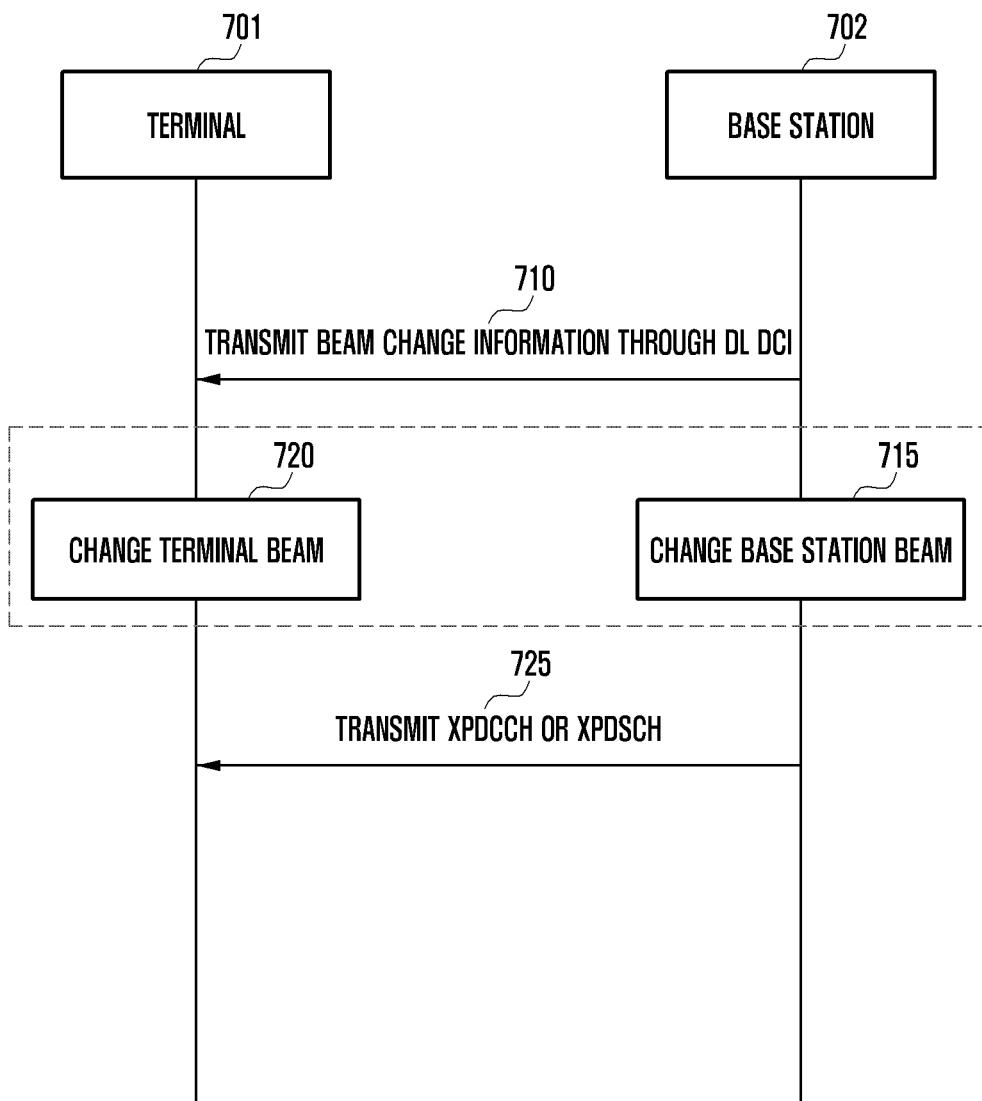 701
702
TERMINAL
BASE STATION
710
TRANSMIT BEAM CHANGE INFORMATION THROUGH DL DCI
720
715
CHANGE TERMINAL BEAM
CHANGE BASE STATION BEAM
725
TRANSMIT XPDCCH OR XPDSCH